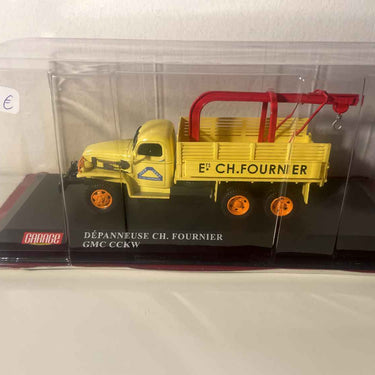 €
Eᵗˢ CH.FOURNIER
GARAGE
DÉPANNEUSE CH. FOURNIER
GMC CCKW